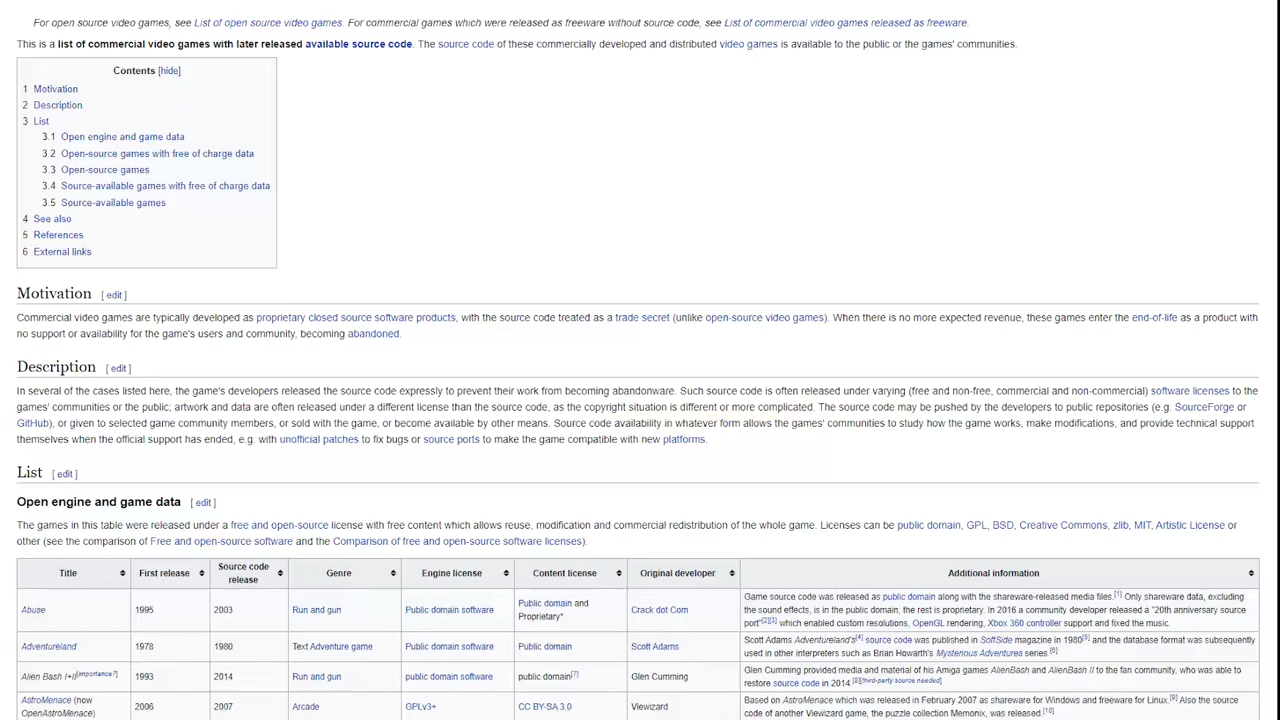 For open source video games, see List of open source video games. For commercial games which were released as freeware without source code, see List of commercial video games released as freeware.
This is a list of commercial video games with later released available source code. The source code of these commercially developed and distributed video games is available to the public or the games' communities.
Contents [hide]
1 Motivation
2 Description
3 List
3.1 Open engine and game data
3.2 Open-source games with free of charge data
3.3 Open-source games
3.4 Source-available games with free of charge data
3.5 Source-available games
4 See also
5 References
6 External links
Motivation [ edit ]
Commercial video games are typically developed as proprietary closed source software products, with the source code treated as a trade secret (unlike open-source video games). When there is no more expected revenue, these games enter the end-of-life as a product with
no support or availability for the game's users and community, becoming abandoned.
Description [ edit ]
In several of the cases listed here, the game's developers released the source code expressly to prevent their work from becoming abandonware. Such source code is often released under varying (free and non-free, commercial and non-commercial) software licenses to the
games' communities or the public; artwork and data are often released under a different license than the source code, as the copyright situation is different or more complicated. The source code may be pushed by the developers to public repositories (e.g. SourceForge or
GitHub), or given to selected game community members, or sold with the game, or become available by other means. Source code availability in whatever form allows the games' communities to study how the game works, make modifications, and provide technical support
themselves when the official support has ended, e.g. with unofficial patches to fix bugs or source ports to make the game compatible with new platforms.
List [ edit ]
Open engine and game data [ edit ]
The games in this table were released under a free and open-source license with free content which allows reuse, modification and commercial redistribution of the whole game. Licenses can be public domain, GPL, BSD, Creative Commons, zlib, MIT, Artistic License or
other (see the comparison of Free and open-source software and the Comparison of free and open-source software licenses).
Title First release Source code release Genre Engine license Content license Original developer Additional information
Abuse 1995 2003 Run and gun Public domain software Public domain and Proprietary* Crack dot Com Game source code was released as public domain along with the shareware-released media files.[1] Only shareware data, excluding
the sound effects, is in the public domain; the rest is proprietary. In 2016 a community developer released a "20th anniversary source
port"[2][3] which enabled custom resolutions, OpenGL rendering, Xbox 360 controller support and fixed the music.
Adventureland 1978 1980 Text Adventure game Public domain software Public domain Scott Adams Scott Adams Adventureland's[4] source code was published in SoftSide magazine in 1980[5] and the database format was subsequently
used in other interpreters such as Brian Howarth's Mysterious Adventures series.[6]
Alien Bash I+II[importance?] 1993 2014 Run and gun public domain software public domain[7] Glen Cumming Glen Cumming provided media and material of his Amiga games AlienBash and AlienBash II to the fan community, who was able to
restore source code in 2014.[8][third-party source needed]
AstroMenace (now OpenAstroMenace) 2006 2007 Arcade GPLv3+ CC BY-SA 3.0 Viewizard Based on AstroMenace which was released in February 2007 as shareware for Windows and freeware for Linux.[9] Also the source
code of another Viewizard game, the puzzle collection Memonix, was released.[10]